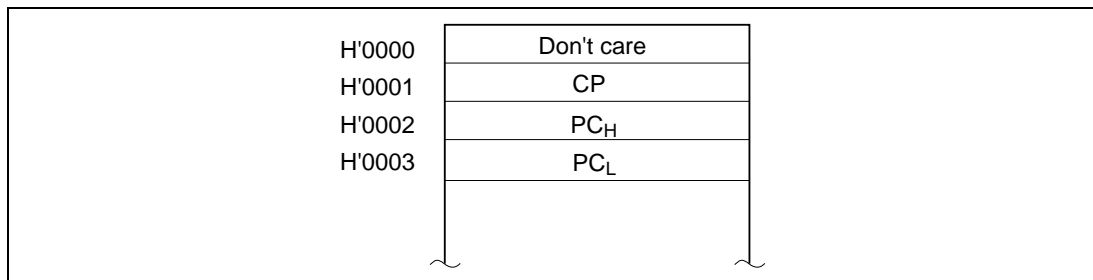 H'0000 Don't care
H'0001 CP
H'0002 PCH
H'0003 PCL